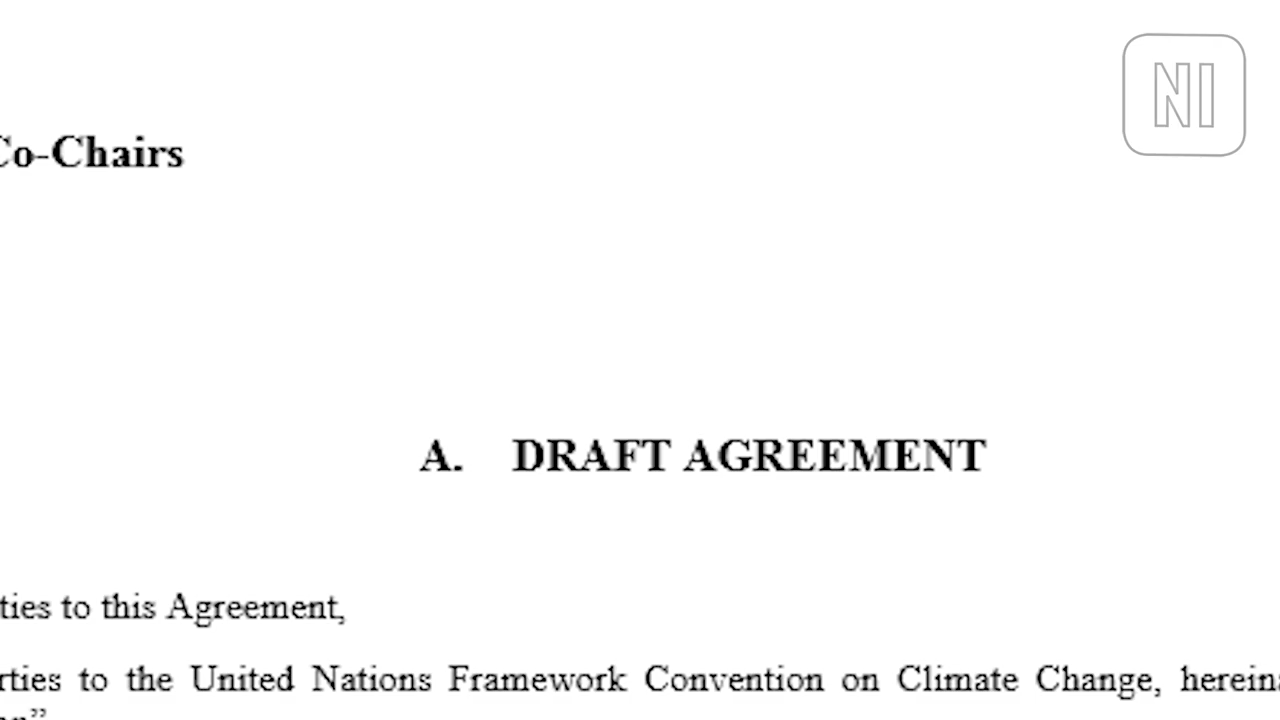 NI
Co-Chairs
A. DRAFT AGREEMENT
ties to this Agreement,
rties to the United Nations Framework Convention on Climate Change, hereina